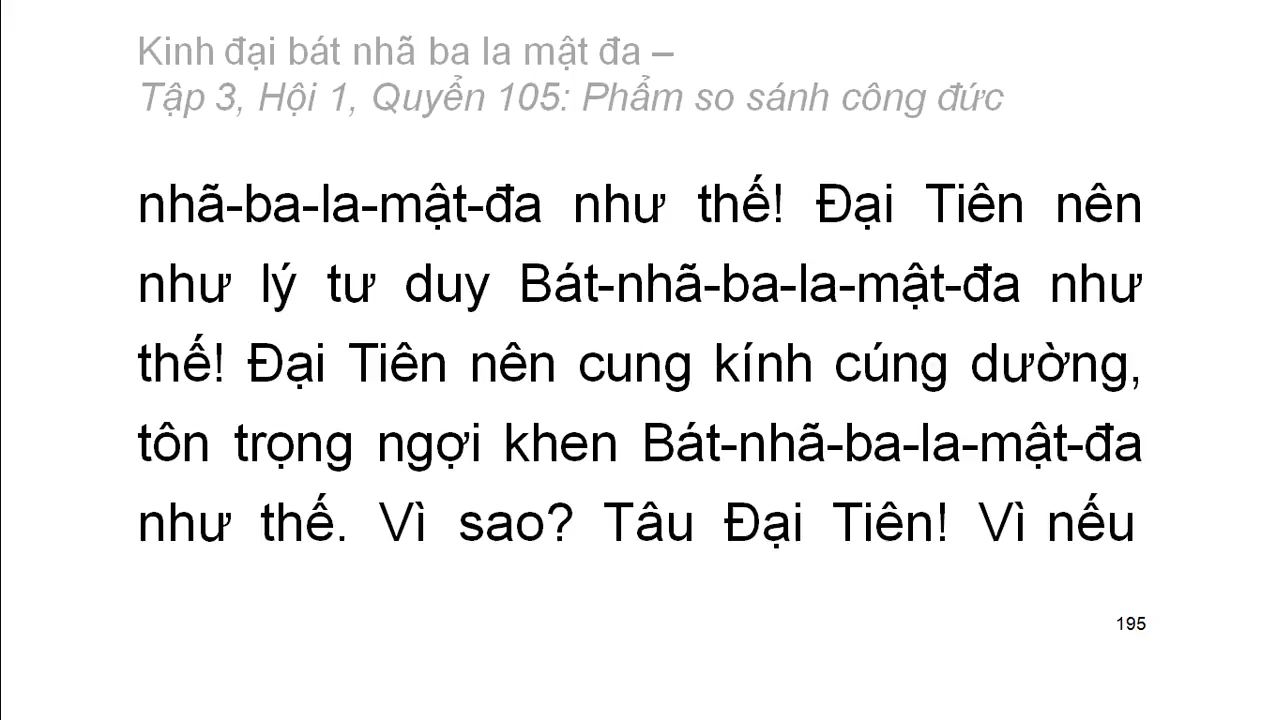 Kinh đại bát nhã ba la mật đa –
Tập 3, Hội 1, Quyển 105: Phẩm so sánh công đức
nhã-ba-la-mật-đa như thế! Đại Tiên nên
như lý tư duy Bát-nhã-ba-la-mật-đa như
thế! Đại Tiên nên cung kính cúng dường,
tôn trọng ngợi khen Bát-nhã-ba-la-mật-đa
như thế. Vì sao? Tâu Đại Tiên! Vì nếu
195